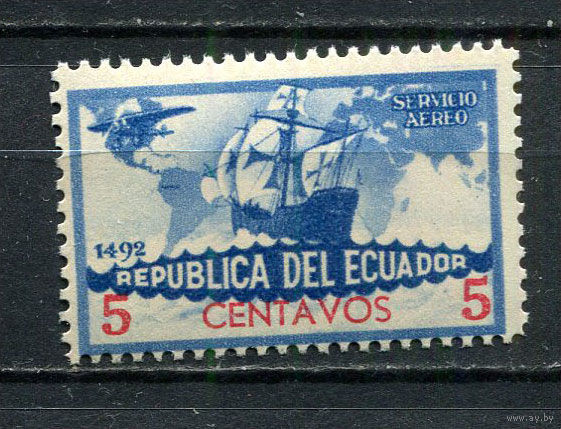 SERVICIO
AEREO
1492
REPUBLICA DEL ECUADOR
5 CENTAVOS 5
www.ay.by